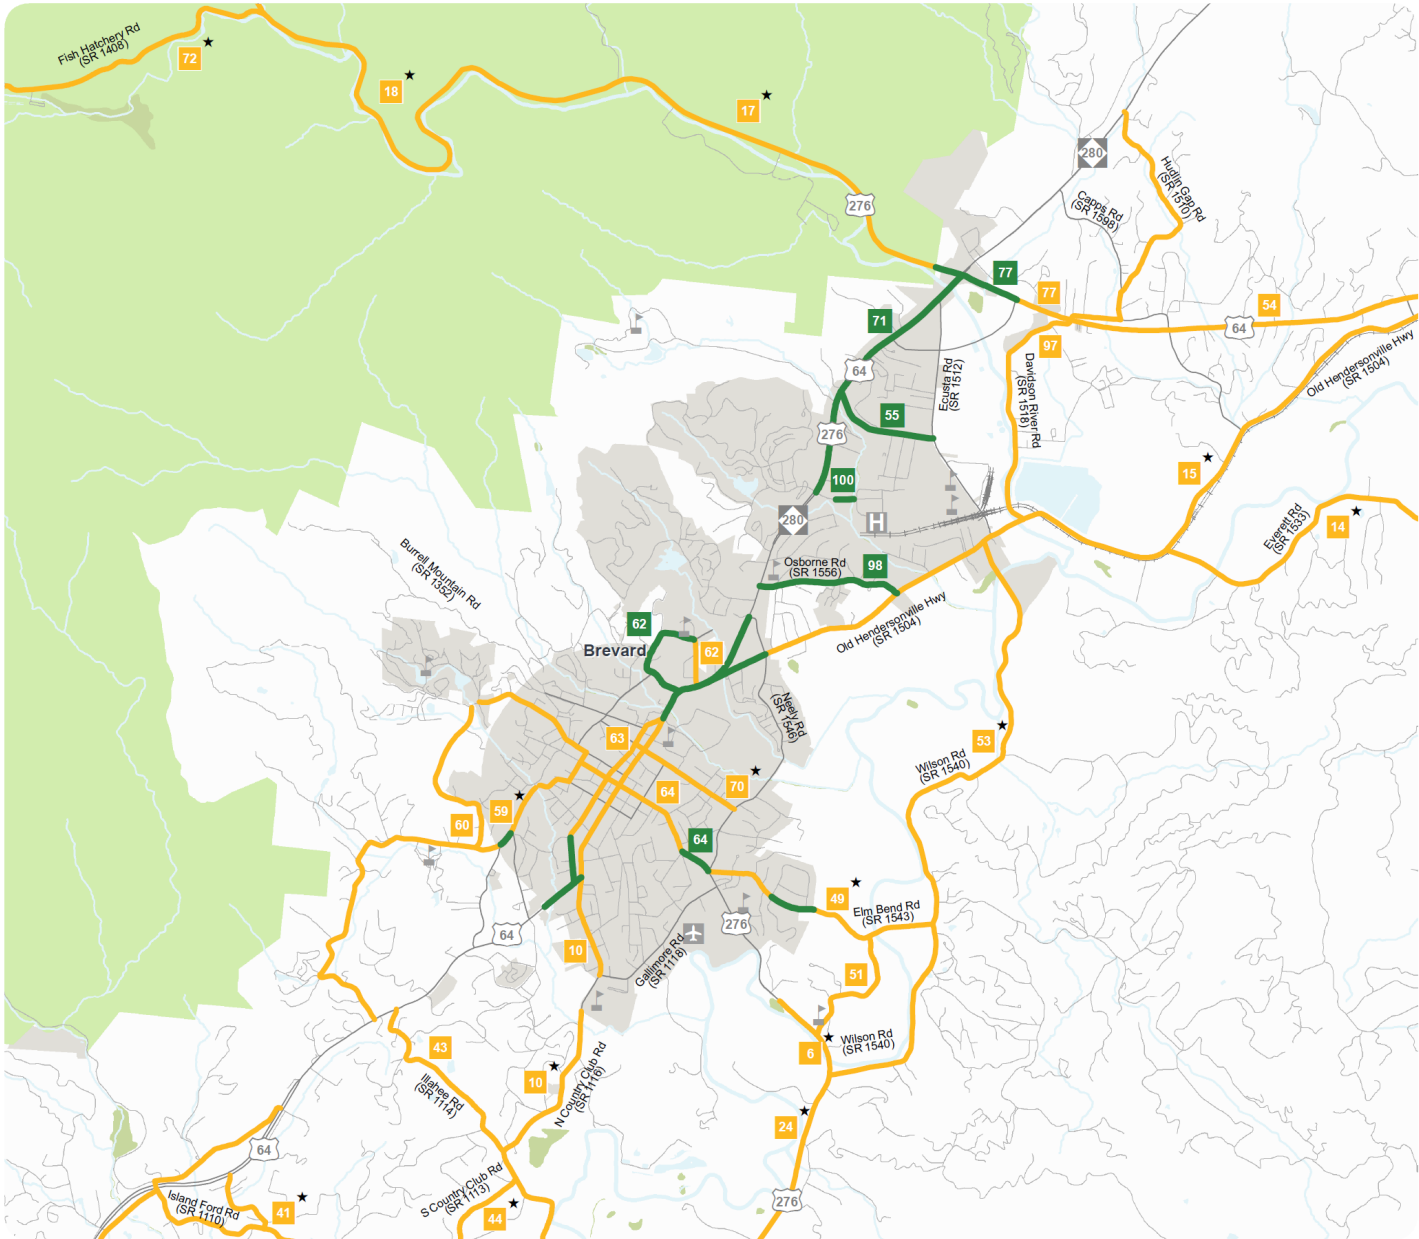 Fish Hatchery Rd
(SR 1408)
72
18
17
280
Hudlin Gap Rd
(SR 1510)
Capps Rd
(SR 1598)
276
77
77
54
71
64
97
Old Hendersonville Hwy
(SR 1504)
64
Ecusta Rd
(SR 1512)
Davidson River Rd
(SR 1518)
55
276
15
100
280
H
14
Everett Rd
(SR 1533)
Burrell Mountain Rd
(SR 1352)
Osborne Rd
(SR 1556)
98
Old Hendersonville Hwy
(SR 1504)
62
Brevard
62
Neely Rd
(SR 1546)
63
53
Wilson Rd
(SR 1540)
70
64
59
60
64
49
Elm Bend Rd
(SR 1543)
64
276
10
Gallimore Rd
(SR 1118)
51
43
6
Wilson Rd
(SR 1540)
10
N Country Club Rd
(SR 1116)
Illahee Rd
(SR 1114)
24
64
S Country Club Rd
(SR 1113)
276
Island Ford Rd
(SR 1110)
41
44